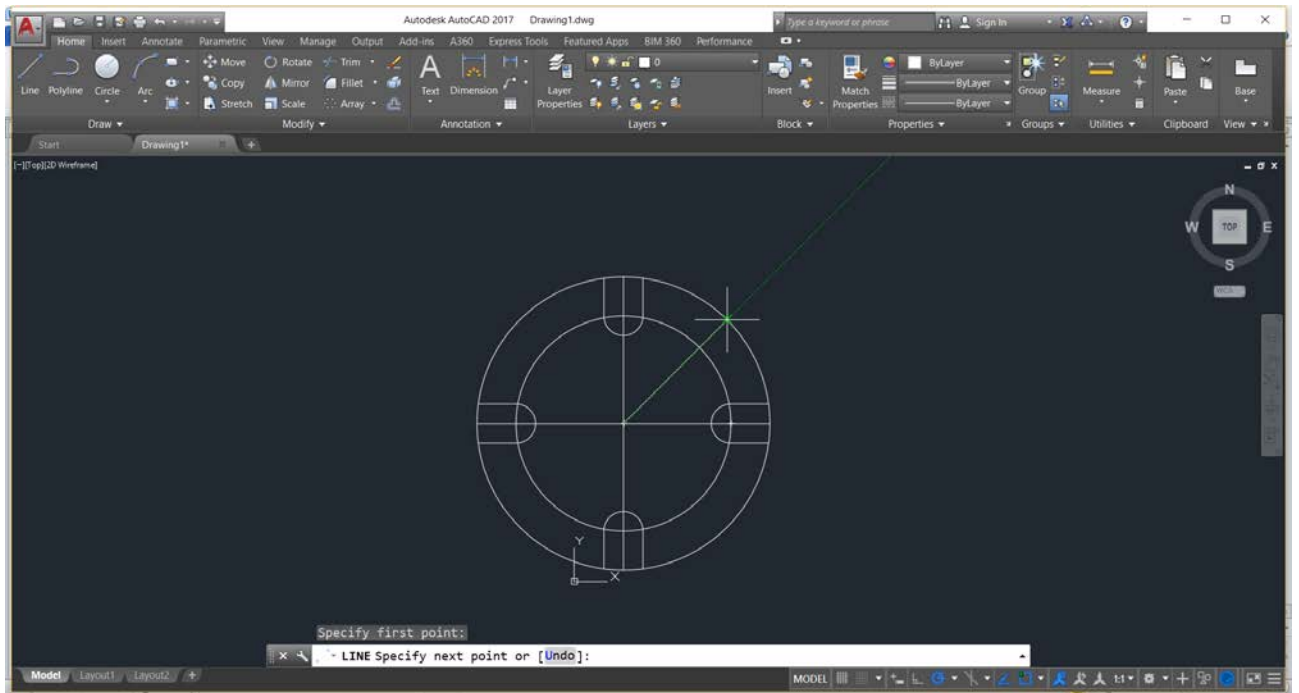 Autodesk AutoCAD 2017 Drawing1.dwg Type a keyword or phrase Sign In
Home Insert Annotate Parametric View Manage Output Add-ins A360 Express Tools Featured Apps BIM 360 Performance
Line Polyline Circle Arc
Move Rotate Trim
Copy Mirror Fillet
Stretch Scale Array
Text Dimension
Layer Properties
0
Insert
Match Properties
ByLayer
ByLayer
ByLayer
Group
Measure
Paste
Base
Draw Modify Annotation Layers Block Properties Groups Utilities Clipboard View
Start Drawing1*
[-][Top][2D Wireframe]
N
W TOP E
S
WCS
Y
X
Specify first point:
LINE Specify next point or [Undo]:
Model Layout1 Layout2 + MODEL 1:1